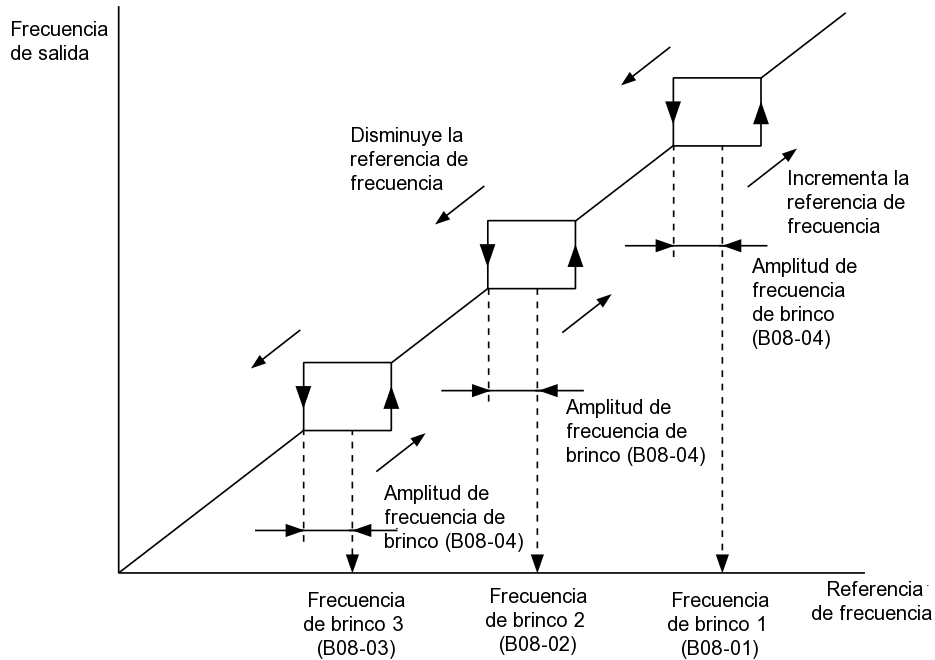 Frecuencia
de salida
Disminuye la
referencia de
frecuencia
Incrementa la
referencia de
frecuencia
Amplitud de
frecuencia
de brinco
(B08-04)
Amplitud de
frecuencia de
brinco (B08-04)
Amplitud de
frecuencia de
brinco (B08-04)
Referencia
de frecuencia
Frecuencia
de brinco 3
(B08-03)
Frecuencia
de brinco 2
(B08-02)
Frecuencia
de brinco 1
(B08-01)